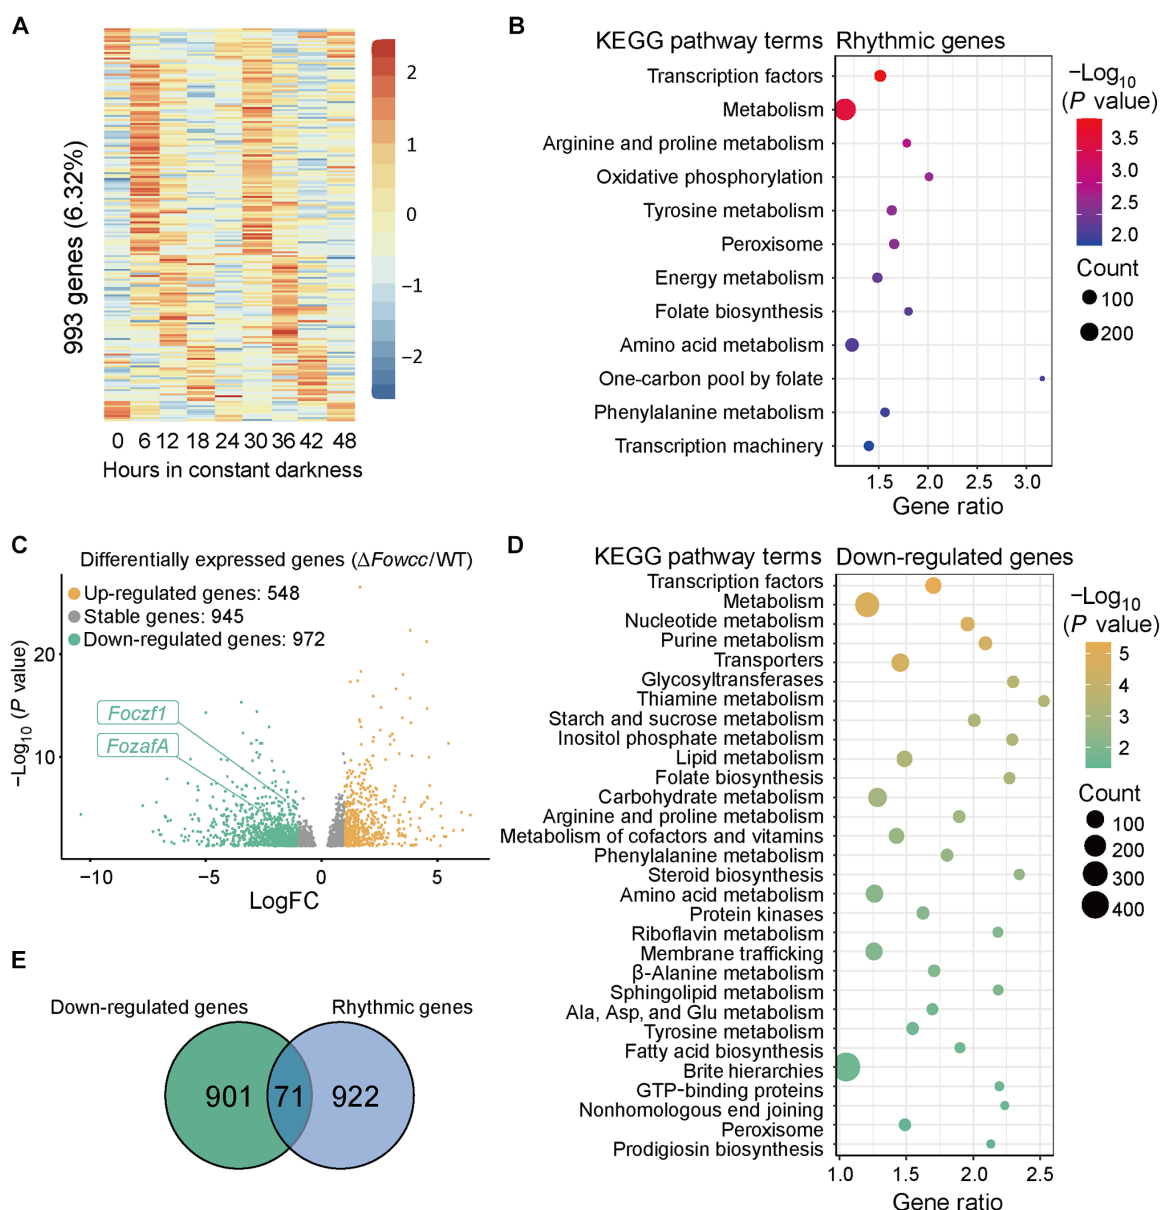 A
993 genes (6.32%)
2
1
0
−1
−2
0 6 12 18 24 30 36 42 48
Hours in constant darkness
B
KEGG pathway terms Rhythmic genes
Transcription factors
Metabolism
Arginine and proline metabolism
Oxidative phosphorylation
Tyrosine metabolism
Peroxisome
Energy metabolism
Folate biosynthesis
Amino acid metabolism
One-carbon pool by folate
Phenylalanine metabolism
Transcription machinery
1.5 2.0 2.5 3.0
Gene ratio
−Log10
(P value)
3.5
3.0
2.5
2.0
Count
100
200
C
Differentially expressed genes (ΔFowcc/WT)
Up-regulated genes: 548
Stable genes: 945
Down-regulated genes: 972
−Log10 (P value)
20
10
Foczf1
FozafA
−10 −5 0 5
LogFC
D
KEGG pathway terms Down-regulated genes
Transcription factors
Metabolism
Nucleotide metabolism
Purine metabolism
Transporters
Glycosyltransferases
Thiamine metabolism
Starch and sucrose metabolism
Inositol phosphate metabolism
Lipid metabolism
Folate biosynthesis
Carbohydrate metabolism
Arginine and proline metabolism
Metabolism of cofactors and vitamins
Phenylalanine metabolism
Steroid biosynthesis
Amino acid metabolism
Protein kinases
Riboflavin metabolism
Membrane trafficking
β-Alanine metabolism
Sphingolipid metabolism
Ala, Asp, and Glu metabolism
Tyrosine metabolism
Fatty acid biosynthesis
Brite hierarchies
GTP-binding proteins
Nonhomologous end joining
Peroxisome
Prodigiosin biosynthesis
1.0 1.5 2.0 2.5
Gene ratio
−Log10
(P value)
5
4
3
2
Count
100
200
300
400
E
Down-regulated genes Rhythmic genes
901 71 922